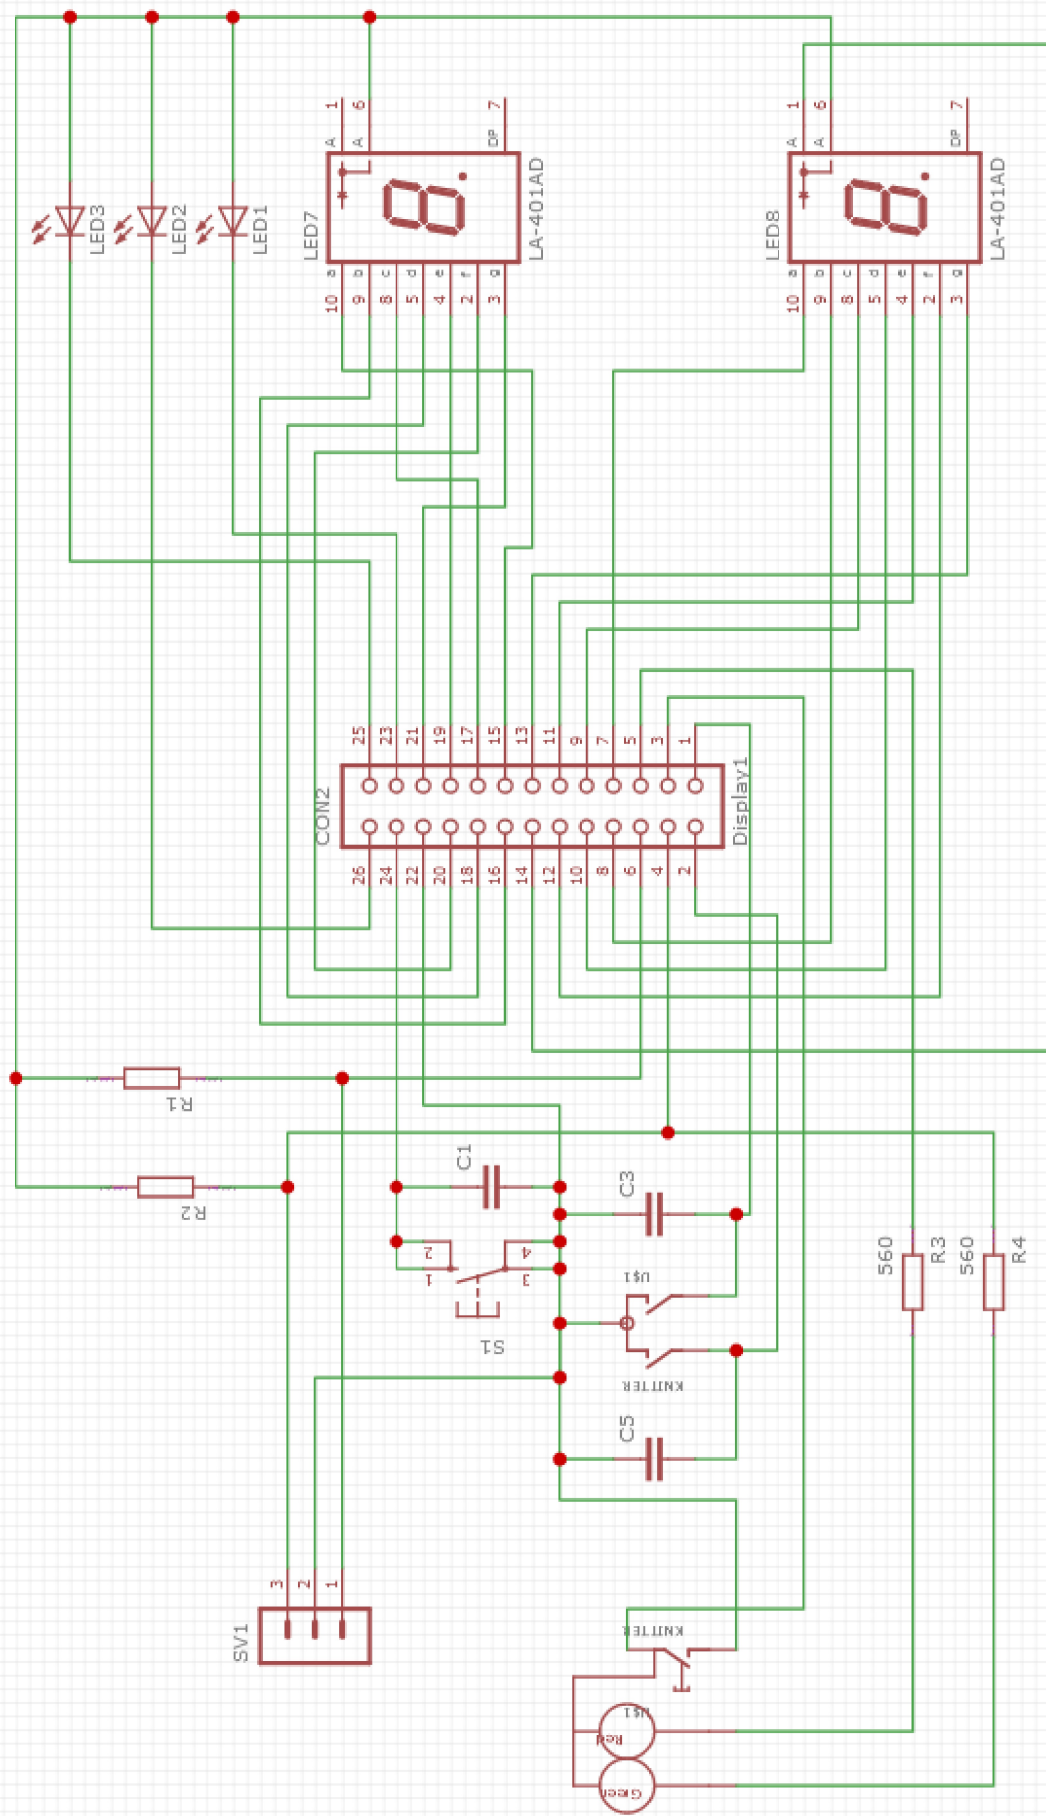 1
6
7
A
A
DP
LED7
LA-401AD
a
b
c
d
e
f
g
10
9
8
5
4
2
3
1
6
7
A
A
DP
LED8
LA-401AD
a
b
c
d
e
f
g
10
9
8
5
4
2
3
LED3
LED2
LED1
25
23
21
19
17
15
13
11
9
7
5
3
1
CON2
Display1
26
24
22
20
18
16
14
12
10
8
6
4
2
R1
R2
C1
C3
2
1
4
3
S1
U$1
KNITTER
C5
560
R3
560
R4
3
2
1
SV1
KNITTER
U$1
Red
Green